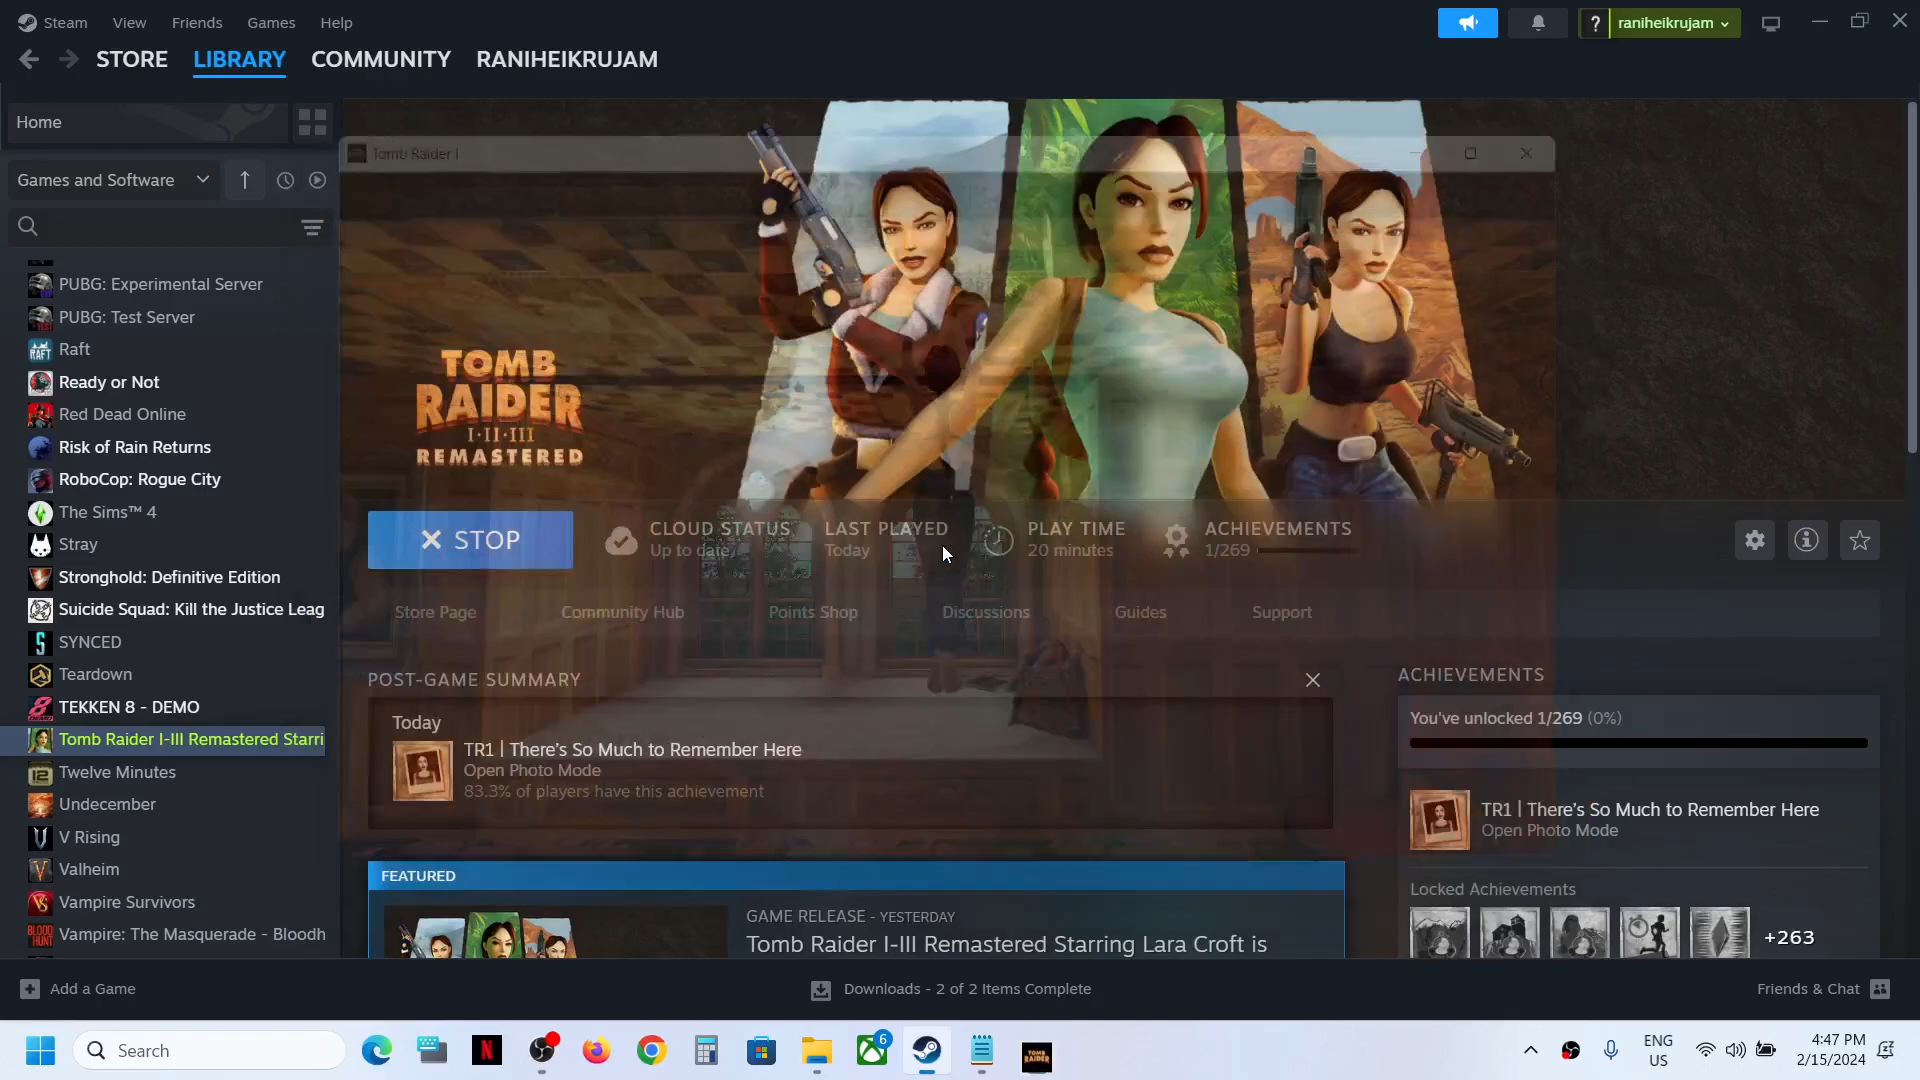 Steam View Friends Games Help
? raniheikrujam
STORE LIBRARY COMMUNITY RANIHEIKRUJAM
Home
Tomb Raider I
Games and Software
PUBG: Experimental Server
PUBG: Test Server
Raft
Ready or Not
Red Dead Online
Risk of Rain Returns
RoboCop: Rogue City
The Sims™ 4
Stray
Stronghold: Definitive Edition
Suicide Squad: Kill the Justice Leag
SYNCED
Teardown
TEKKEN 8 - DEMO
Tomb Raider I-III Remastered Starri
Twelve Minutes
Undecember
V Rising
Valheim
Vampire Survivors
Vampire: The Masquerade - Bloodh
TOMB
RAIDER
I·II·III
REMASTERED
STOP
CLOUD STATUS
Up to date
LAST PLAYED
Today
PLAY TIME
20 minutes
ACHIEVEMENTS
1/269
Store Page Community Hub Points Shop Discussions Guides Support
POST-GAME SUMMARY
Today
TR1 | There's So Much to Remember Here
Open Photo Mode
83.3% of players have this achievement
FEATURED
GAME RELEASE - YESTERDAY
Tomb Raider I-III Remastered Starring Lara Croft is
ACHIEVEMENTS
You've unlocked 1/269 (0%)
TR1 | There's So Much to Remember Here
Open Photo Mode
Locked Achievements
+263
Add a Game
Downloads - 2 of 2 Items Complete
Friends & Chat
Search
6
TOMB
RAIDER
ENG
US
4:47 PM
2/15/2024